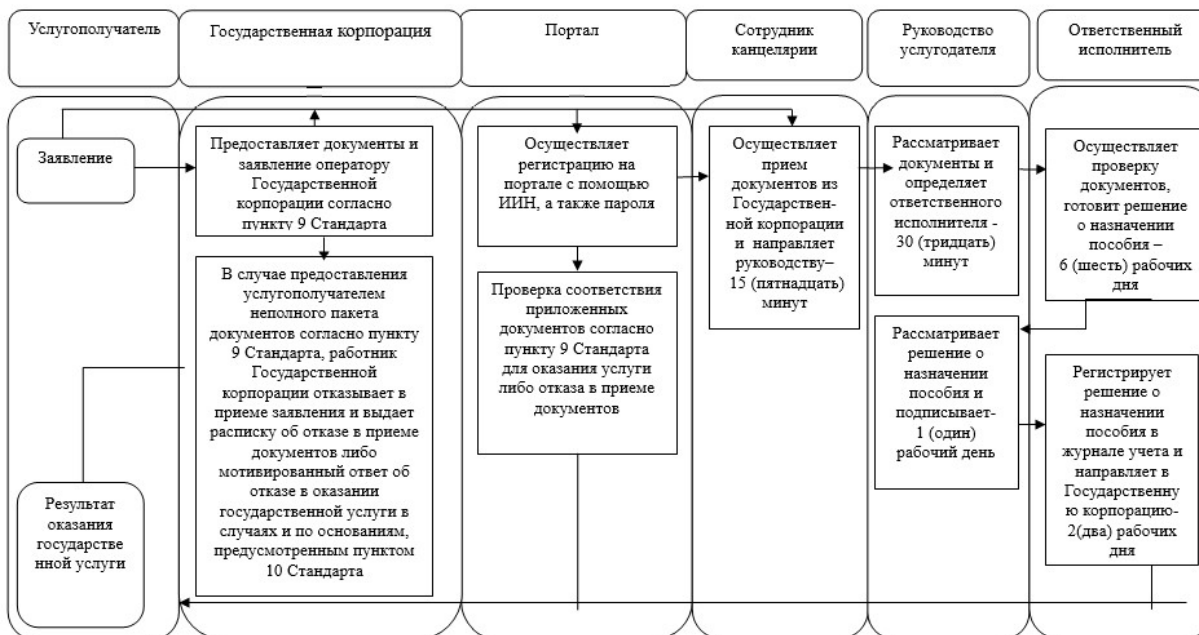 Услугополучатель
Государственная корпорация
Портал
Сотрудник
канцелярии
Руководство
услугодателя
Ответственный
исполнитель
Заявление
Предоставляет документы и
заявление оператору
Государственной
корпорации согласно
пункту 9 Стандарта
Осуществляет
регистрацию на
портале с помощью
ИИН, а также пароля
Осуществляет
прием
документов из
Государствен-
ной корпорации
и направляет
руководству–
15 (пятнадцать)
минут
Рассматривает
документы и
определяет
ответственного
исполнителя -
30 (тридцать)
минут
Осуществляет
проверку
документов,
готовит решение
о назначении
пособия –
6 (шесть) рабочих
дня
В случае предоставления
услугополучателем
неполного пакета
документов согласно пункту
9 Стандарта, работник
Государственной
корпорации отказывает в
приеме заявления и выдает
расписку об отказе в приеме
документов либо
мотивированный ответ об
отказе в оказании
государственной услуги в
случаях и по основаниям,
предусмотренным пунктом
10 Стандарта
Проверка соответствия
приложенных
документов согласно
пункту 9 Стандарта
для оказания услуги
либо отказа в приеме
документов
Рассматривает
решение о
назначении
пособия и
подписывает-
1 (один)
рабочий день
Регистрирует
решение о
назначении
пособия в
журнале учета и
направляет в
Государственну
ю корпорацию-
2(два) рабочих
дня
Результат
оказания
государстве
нной услуги